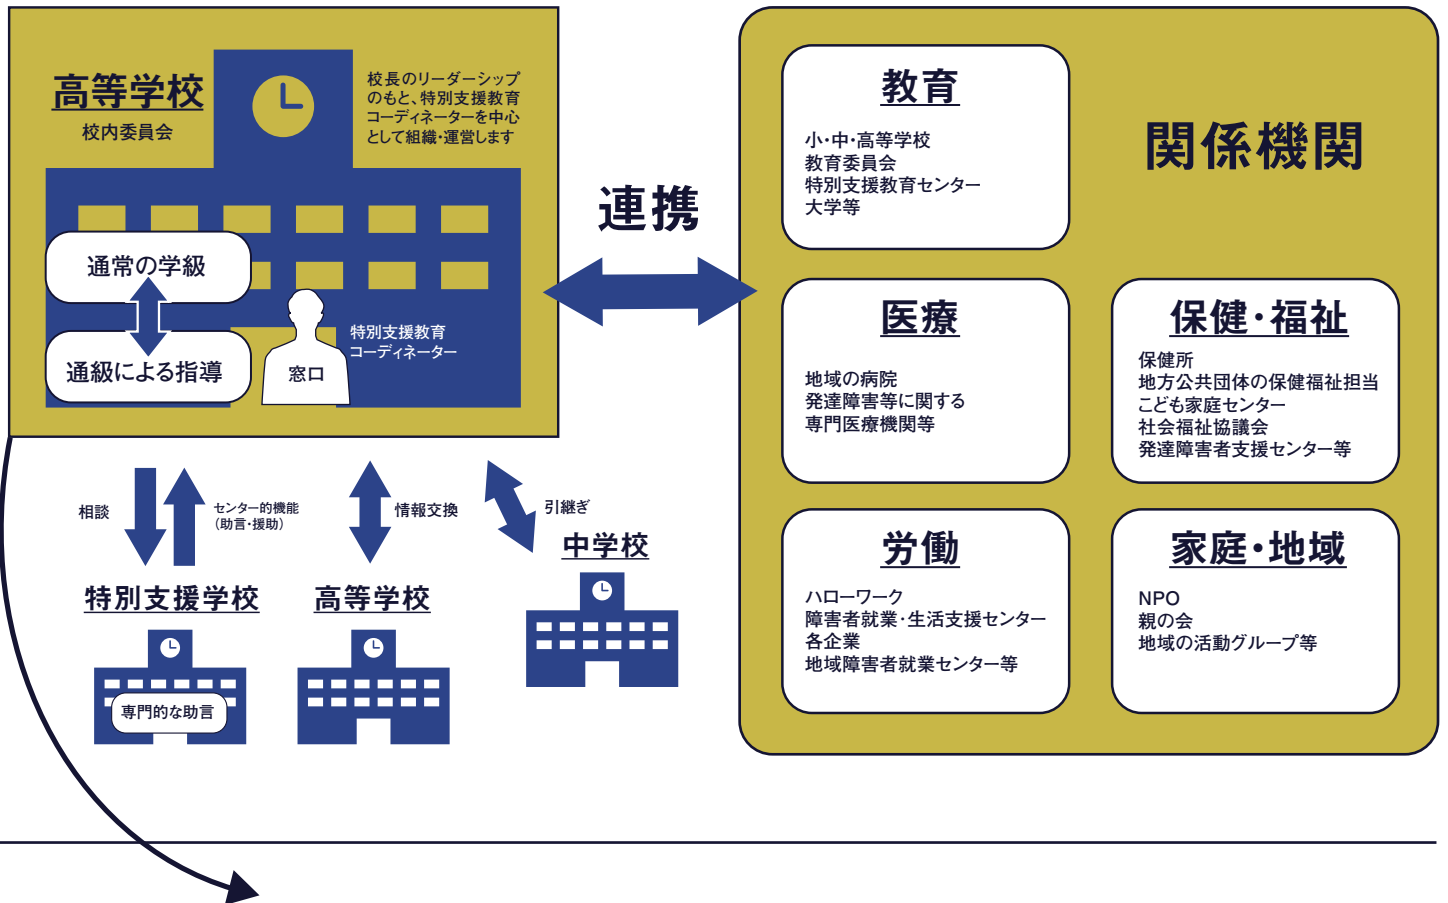 高等学校
校内委員会
校長のリーダーシップ
のもと、特別支援教育
コーディネーターを中心
として組織・運営します
通常の学級
通級による指導
窓口
特別支援教育
コーディネーター
連携
関係機関
教育
小・中・高等学校
教育委員会
特別支援教育センター
大学等
医療
地域の病院
発達障害等に関する
専門医療機関等
保健・福祉
保健所
地方公共団体の保健福祉担当
こども家庭センター
社会福祉協議会
発達障害者支援センター等
労働
ハローワーク
障害者就業・生活支援センター
各企業
地域障害者就業センター等
家庭・地域
NPO
親の会
地域の活動グループ等
相談
センター的機能
（助言・援助）
情報交換
引継ぎ
特別支援学校
専門的な助言
高等学校
中学校